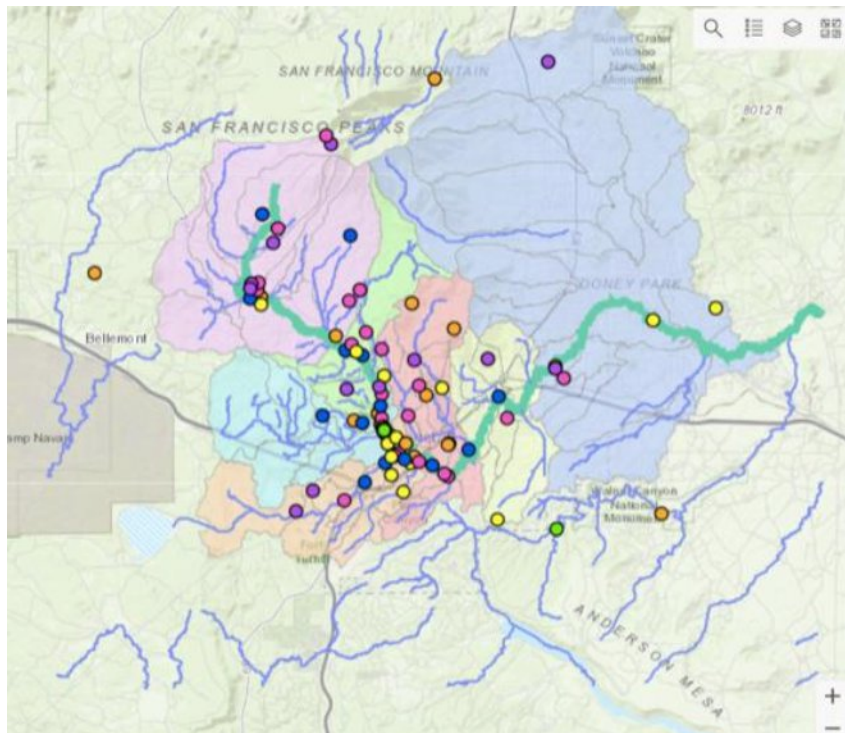 Sunset Crater
Volcano
National
Monument
SAN FRANCISCO MOUNTAIN
8012 ft
SAN FRANCISCO PEAKS
DONEY PARK
Bellemont
amp Nava
Walnut Canyon
National
Monument
ANDERSON MESA
+
−